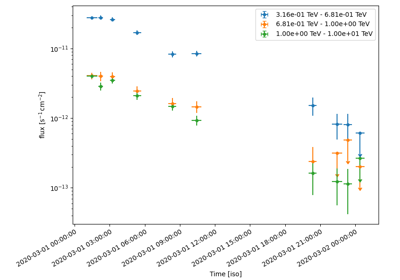 3.16e-01 TeV - 6.81e-01 TeV
6.81e-01 TeV - 1.00e+00 TeV
1.00e+00 TeV - 1.00e+01 TeV
10⁻¹¹
10⁻¹²
10⁻¹³
flux [s⁻¹ cm⁻²]
2020-03-01 00:00:00
2020-03-01 03:00:00
2020-03-01 06:00:00
2020-03-01 09:00:00
2020-03-01 12:00:00
2020-03-01 15:00:00
2020-03-01 18:00:00
2020-03-01 21:00:00
2020-03-02 00:00:00
Time [iso]